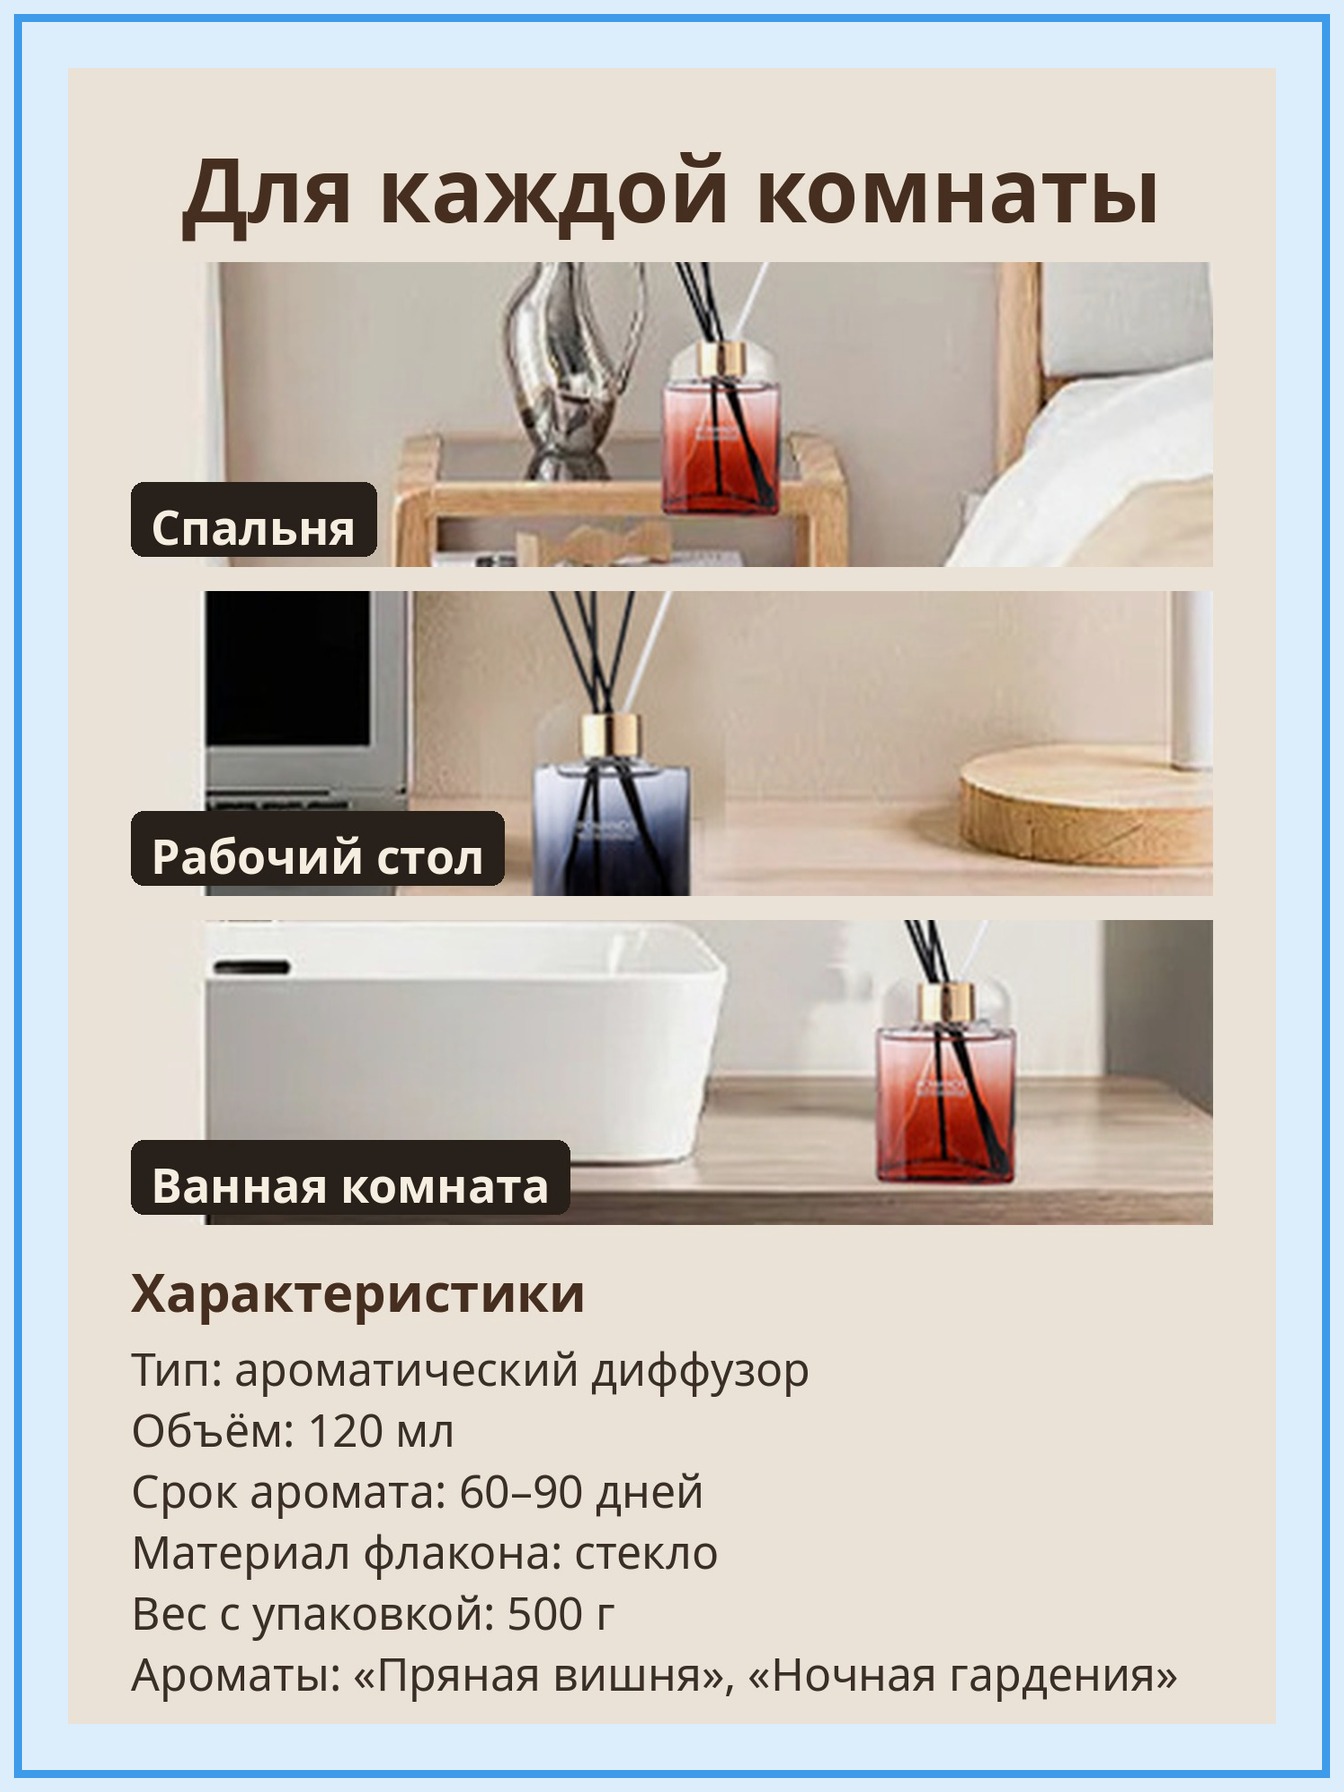 Для каждой комнаты
Спальня
Рабочий стол
Ванная комната
Характеристики
Тип: ароматический диффузор
Объём: 120 мл
Срок аромата: 60–90 дней
Материал флакона: стекло
Вес с упаковкой: 500 г
Ароматы: «Пряная вишня», «Ночная гардения»